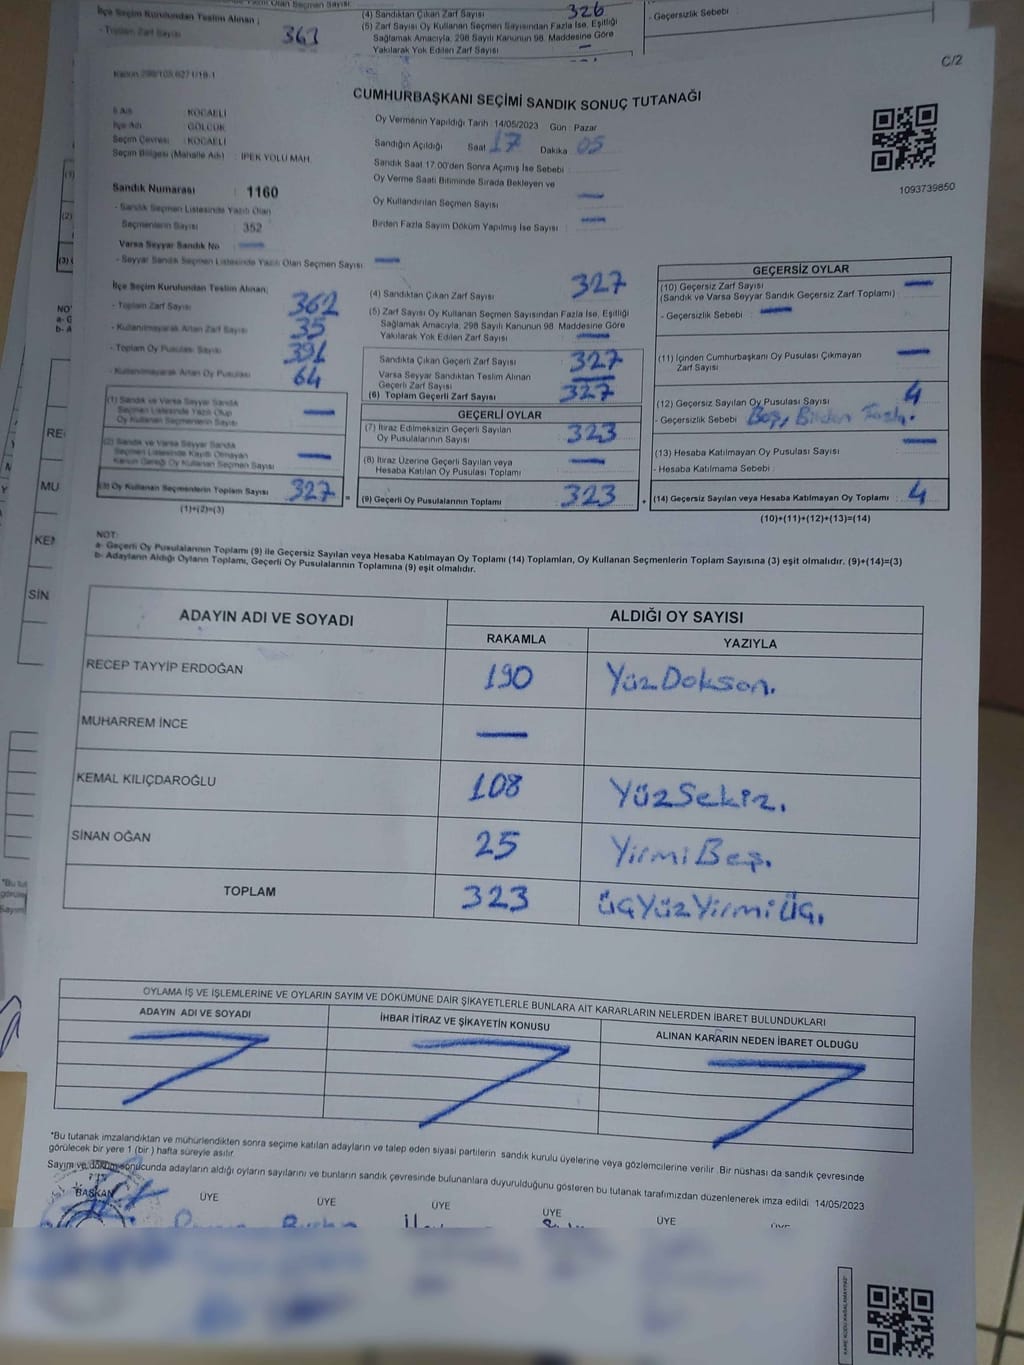 İlçe Seçim Kurulundan Teslim Alınan ;
- Toplam Zarf Sayısı 363
(4) Sandıktan Çıkan Zarf Sayısı 326
(5) Zarf Sayısı Oy Kullanan Seçmen Sayısından Fazla İse, Eşitliği
Sağlamak Amacıyla, 298 Sayılı Kanunun 98. Maddesine Göre
Yakılarak Yok Edilen Zarf Sayısı —
- Geçersizlik Sebebi :
C/2
CUMHURBAŞKANI SEÇİMİ SANDIK SONUÇ TUTANAĞI
İl Adı : KOCAELİ
İlçe Adı : GÖLCÜK
Seçim Çevresi : KOCAELİ
Seçim Bölgesi (Mahalle Adı) : İPEK YOLU MAH.
Sandık Numarası : 1160
- Sandık Seçmen Listesinde Yazılı Olan
Seçmenlerin Sayısı : 352
Varsa Seyyar Sandık No : —
- Seyyar Sandık Seçmen Listesinde Yazılı Olan Seçmen Sayısı : —
Oy Vermenin Yapıldığı Tarih : 14/05/2023 Gün : Pazar
Sandığın Açıldığı Saat 17 Dakika 05
Sandık Saat 17.00'den Sonra Açılmış İse Sebebi :
Oy Verme Saati Bitiminde Sırada Bekleyen ve
Oy Kullandırılan Seçmen Sayısı : —
Birden Fazla Sayım Döküm Yapılmış İse Sayısı : —
1093739850
İlçe Seçim Kurulundan Teslim Alınan;
- Toplam Zarf Sayısı : 362
- Kullanılmayarak Artan Zarf Sayısı : 35
- Toplam Oy Pusulası Sayısı : 391
- Kullanılmayarak Artan Oy Pusulası : 64
(1) Sandık ve Varsa Seyyar Sandık
Seçmen Listesinde Yazılı Olup
Oy Kullanan Seçmenlerin Sayısı : —
(2) Sandık ve Varsa Seyyar Sandık
Seçmen Listesinde Kayıtlı Olmayan
Kanun Gereği Oy Kullanan Seçmen Sayısı : —
(3) Oy Kullanan Seçmenlerin Toplam Sayısı : 327 =
(1)+(2)=(3)
(4) Sandıktan Çıkan Zarf Sayısı : 327
(5) Zarf Sayısı Oy Kullanan Seçmen Sayısından Fazla İse, Eşitliği
Sağlamak Amacıyla, 298 Sayılı Kanunun 98. Maddesine Göre
Yakılarak Yok Edilen Zarf Sayısı : —
Sandıkta Çıkan Geçerli Zarf Sayısı : 327
Varsa Seyyar Sandıktan Teslim Alınan
Geçerli Zarf Sayısı : —
(6) Toplam Geçerli Zarf Sayısı : 327
GEÇERLİ OYLAR
(7) İtiraz Edilmeksizin Geçerli Sayılan
Oy Pusulasının Sayısı : 323
(8) İtiraz Üzerine Geçerli Sayılan veya
Hesaba Katılan Oy Pusulası Toplamı : —
(9) Geçerli Oy Pusulalarının Toplamı : 323 +
GEÇERSİZ OYLAR
(10) Geçersiz Zarf Sayısı : —
(Sandık ve Varsa Seyyar Sandık Geçersiz Zarf Toplamı)
- Geçersizlik Sebebi : —
(11) İçinden Cumhurbaşkanı Oy Pusulası Çıkmayan
Zarf Sayısı : —
(12) Geçersiz Sayılan Oy Pusulası Sayısı : 4
- Geçersizlik Sebebi : Boş, Birden Fazla.
(13) Hesaba Katılmayan Oy Pusulası Sayısı : —
- Hesaba Katılmama Sebebi :
(14) Geçersiz Sayılan veya Hesaba Katılmayan Oy Toplamı : 4
(10)+(11)+(12)+(13)=(14)
NOT:
a- Geçerli Oy Pusulalarının Toplamı (9) ile Geçersiz Sayılan veya Hesaba Katılmayan Oy Toplamı (14) Toplamları, Oy Kullanan Seçmenlerin Toplam Sayısına (3) eşit olmalıdır. (9)+(14)=(3)
b- Adayların Aldığı Oyların Toplamı, Geçerli Oy Pusulalarının Toplamına (9) eşit olmalıdır.
ADAYIN ADI VE SOYADI ALDIĞI OY SAYISI
RAKAMLA YAZIYLA
RECEP TAYYİP ERDOĞAN 190 YüzDoksan.
MUHARREM İNCE —
KEMAL KILIÇDAROĞLU 108 YüzSekiz.
SİNAN OĞAN 25 YirmiBeş.
TOPLAM 323 ÜçYüzYirmiÜç.
OYLAMA İŞ VE İŞLEMLERİNE VE OYLARIN SAYIM VE DÖKÜMÜNE DAİR ŞİKAYETLERLE BUNLARA AİT KARARLARIN NELERDEN İBARET BULUNDUKLARI
ADAYIN ADI VE SOYADI İHBAR İTİRAZ VE ŞİKAYETİN KONUSU ALINAN KARARIN NEDEN İBARET OLDUĞU
*Bu tutanak imzalandıktan ve mühürlendikten sonra seçime katılan adayların ve talep eden siyasi partilerin sandık kurulu üyelerine veya gözlemcilerine verilir. Bir nüshası da sandık çevresinde
görülecek bir yere 1 (bir) hafta süreyle asılır.
Sayım ve döküm sonucunda adayların aldığı oyların sayılarını ve bunların sandık çevresinde bulunanlara duyurulduğunu gösteren bu tutanak tarafımızdan düzenlenerek imza edildi 14/05/2023
BAŞKAN ÜYE ÜYE ÜYE ÜYE ÜYE